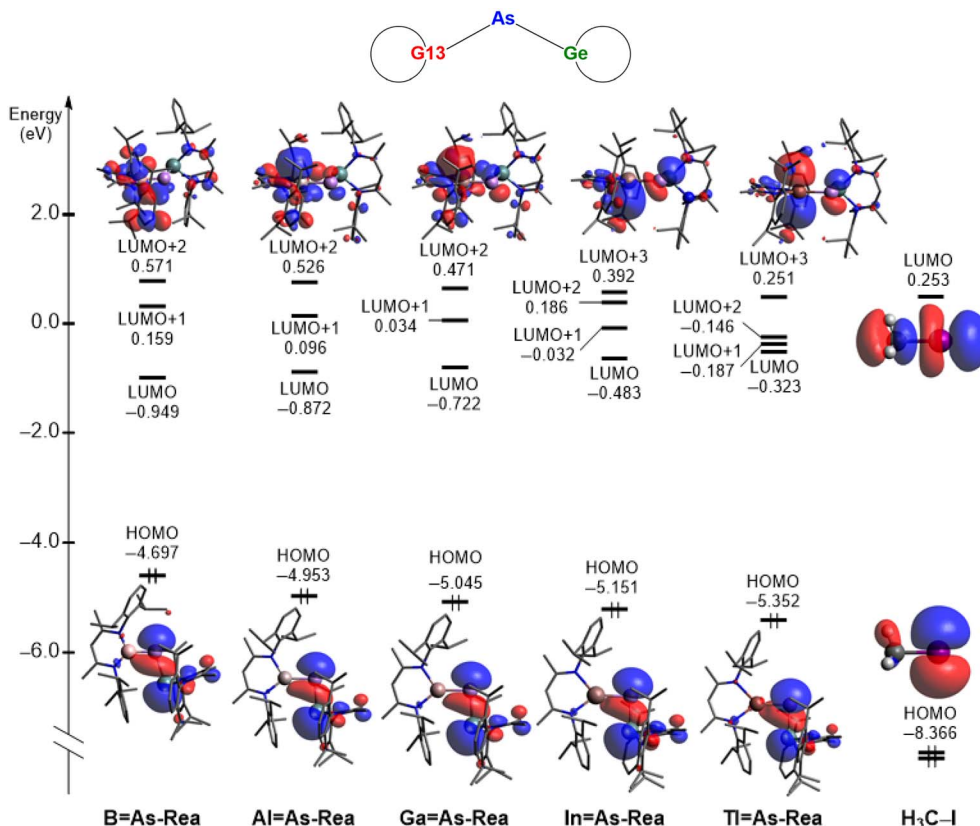 As
G13
Ge
Energy
(eV)
2.0
0.0
−2.0
−4.0
−6.0
LUMO+2
0.571
LUMO+1
0.159
LUMO
−0.949
HOMO
−4.697
B=As-Rea
LUMO+2
0.526
LUMO+1
0.096
LUMO
−0.872
HOMO
−4.953
Al=As-Rea
LUMO+2
0.471
LUMO+1
0.034
LUMO
−0.722
HOMO
−5.045
Ga=As-Rea
LUMO+3
0.392
LUMO+2
0.186
LUMO+1
−0.032
LUMO
−0.483
HOMO
−5.151
In=As-Rea
LUMO+3
0.251
LUMO+2
−0.146
LUMO+1
−0.187
LUMO
−0.323
HOMO
−5.352
Tl=As-Rea
LUMO
0.253
HOMO
−8.366
H₃C–I